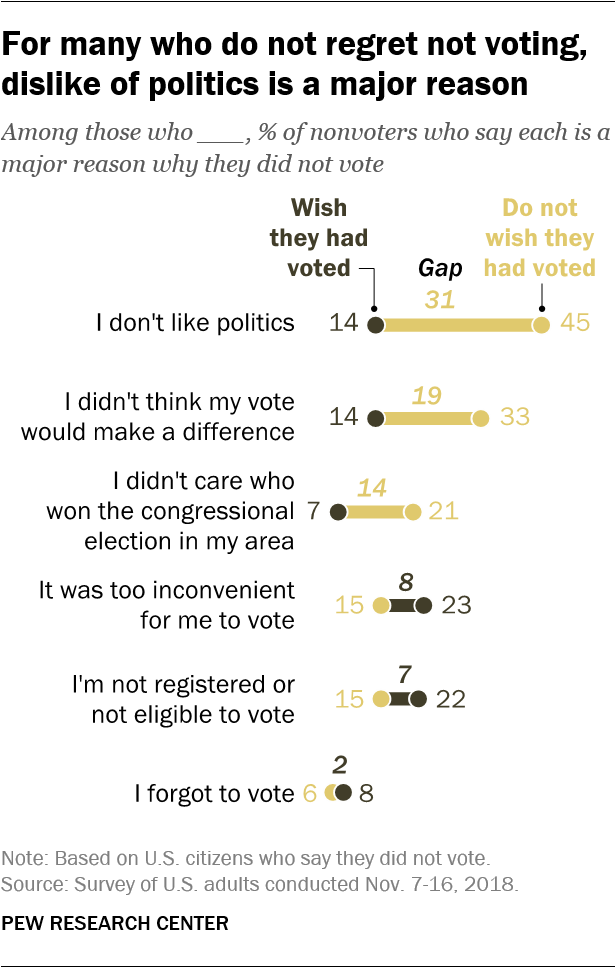 For many who do not regret not voting,
dislike of politics is a major reason
Among those who ___, % of nonvoters who say each is a
major reason why they did not vote
Wish
they had
voted
Gap
Do not
wish they
had voted
I don't like politics
14
31
45
I didn't think my vote
would make a difference
14
19
33
I didn't care who
won the congressional
election in my area
7
14
21
It was too inconvenient
for me to vote
15
8
23
I'm not registered or
not eligible to vote
15
7
22
I forgot to vote
6
2
8
Note: Based on U.S. citizens who say they did not vote.
Source: Survey of U.S. adults conducted Nov. 7-16, 2018.
PEW RESEARCH CENTER